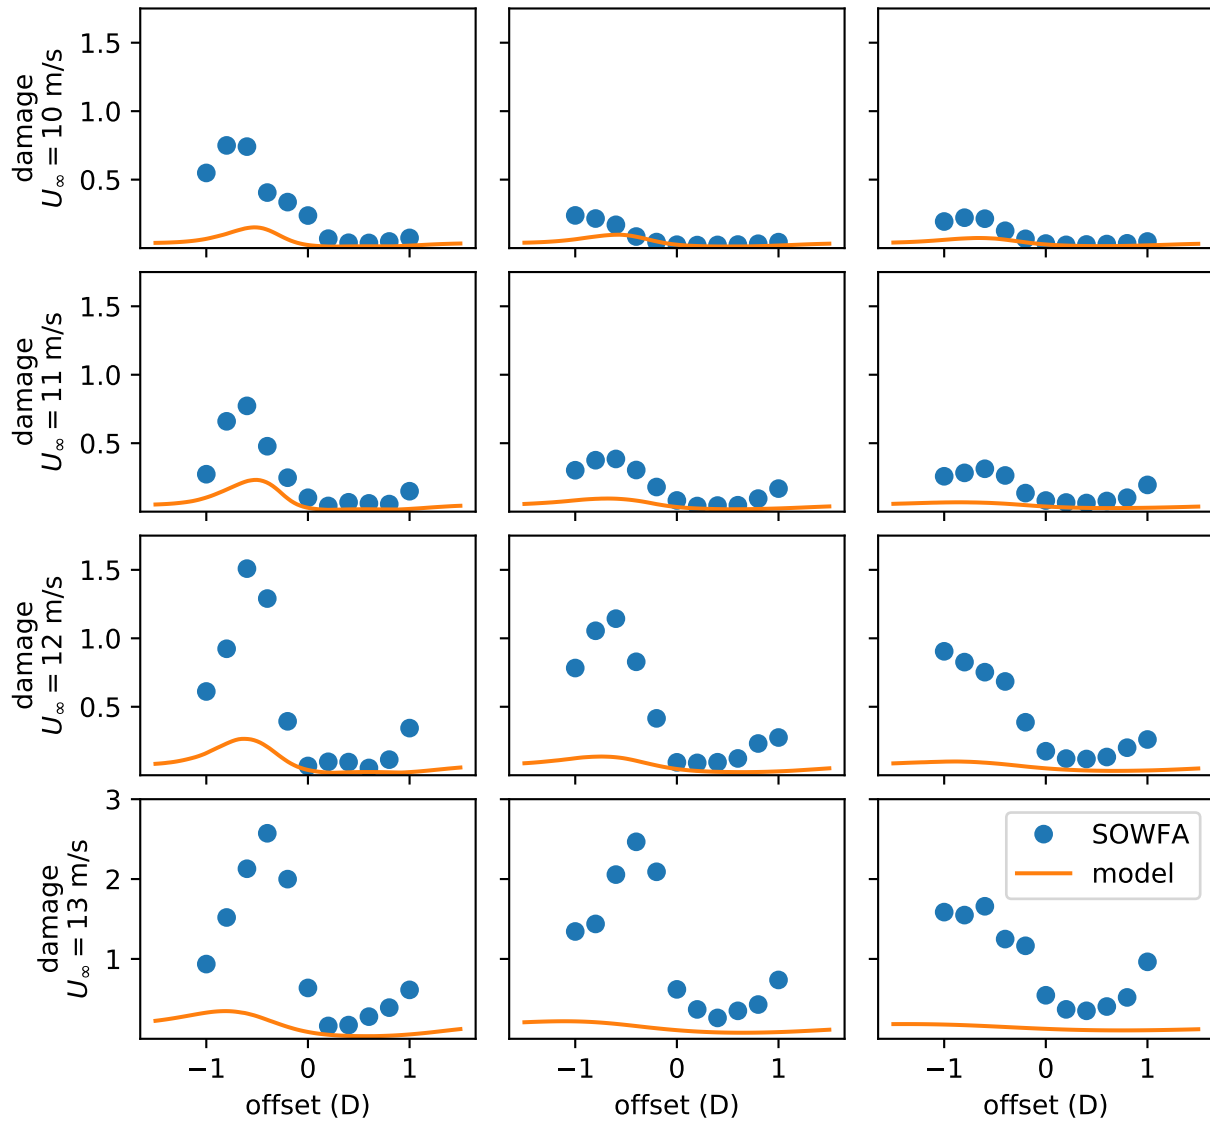 damage
U∞ = 10 m/s
1.5
1.0
0.5
damage
U∞ = 11 m/s
1.5
1.0
0.5
damage
U∞ = 12 m/s
1.5
1.0
0.5
damage
U∞ = 13 m/s
3
2
1
SOWFA
model
−1 0 1
−1 0 1
−1 0 1
offset (D)
offset (D)
offset (D)